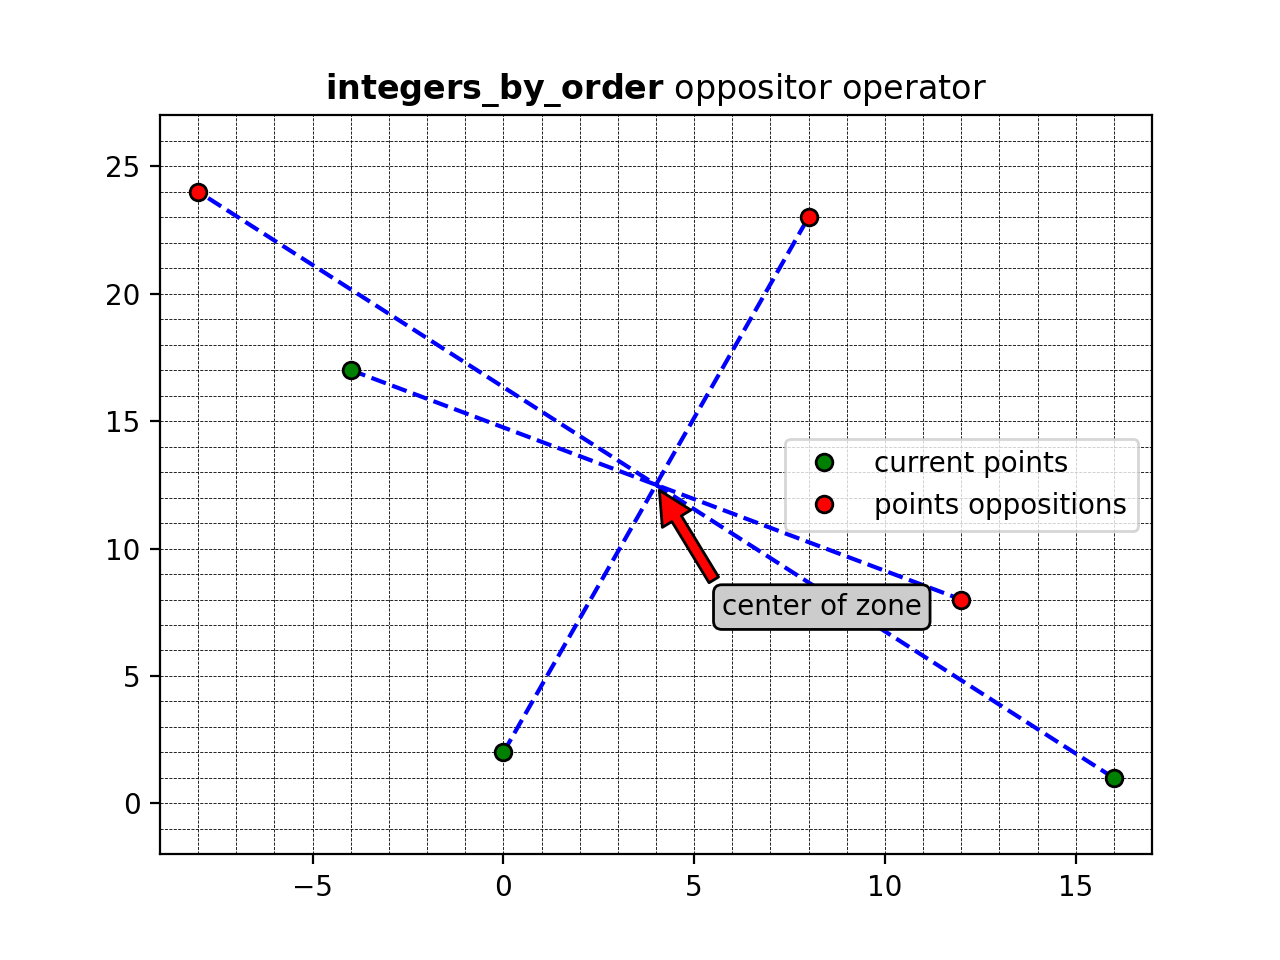 integers_by_order oppositor operator
25
20
15
10
5
0
current points
points oppositions
center of zone
−5 0 5 10 15